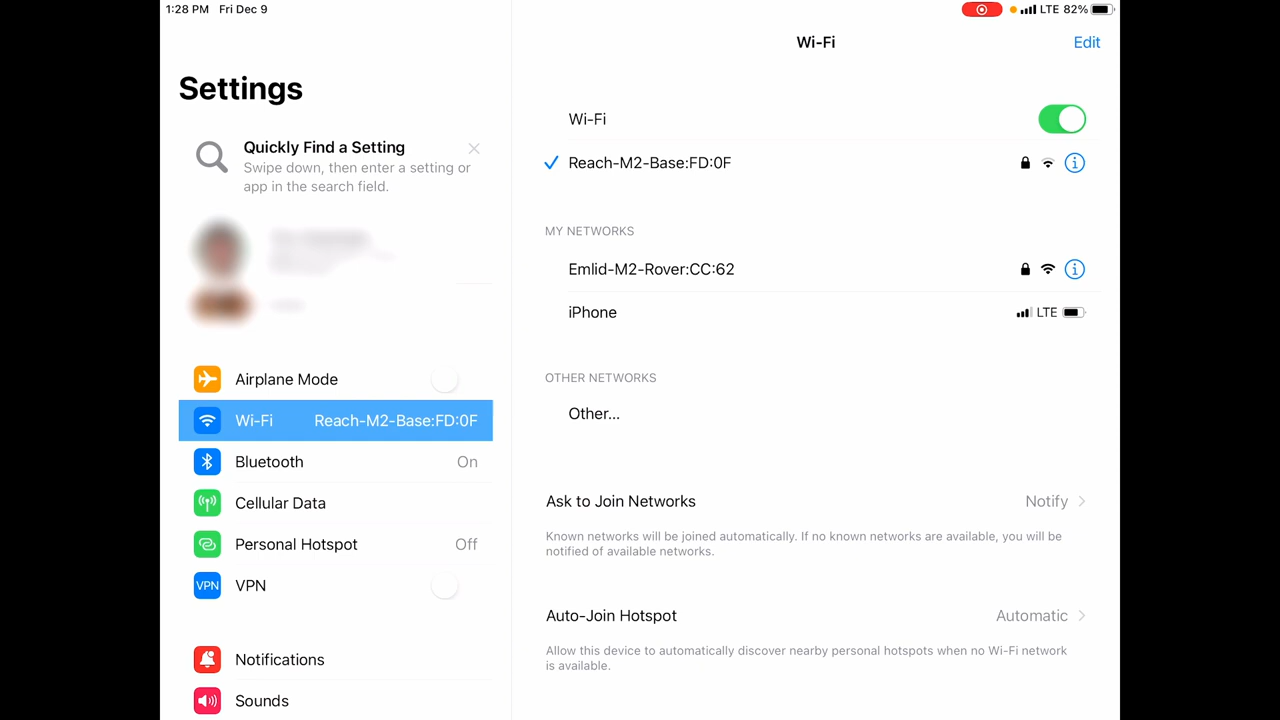 1:28 PM Fri Dec 9
LTE 82%
Wi-Fi
Edit
Settings
Quickly Find a Setting
Swipe down, then enter a setting or
app in the search field.
Airplane Mode
Wi-Fi Reach-M2-Base:FD:0F
Bluetooth On
Cellular Data
Personal Hotspot Off
VPN VPN
Notifications
Sounds
Wi-Fi
Reach-M2-Base:FD:0F
MY NETWORKS
Emlid-M2-Rover:CC:62
iPhone LTE
OTHER NETWORKS
Other...
Ask to Join Networks Notify
Known networks will be joined automatically. If no known networks are available, you will be
notified of available networks.
Auto-Join Hotspot Automatic
Allow this device to automatically discover nearby personal hotspots when no Wi-Fi network
is available.